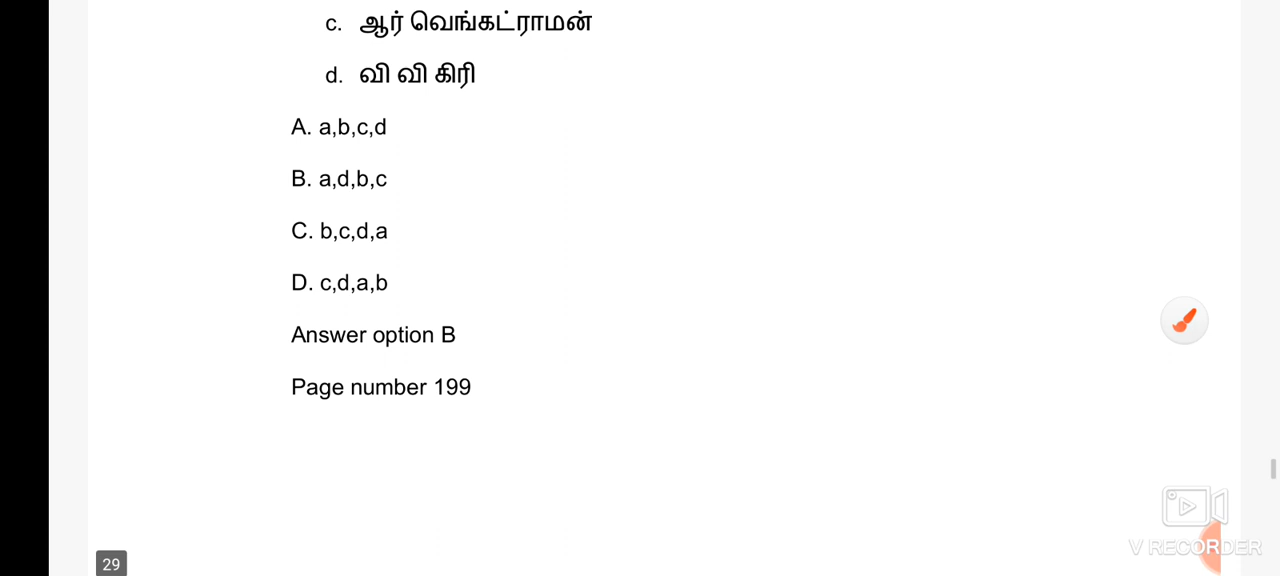 c. ஆர் வெங்கட்ராமன்
d. வி வி கிரி
A. a,b,c,d
B. a,d,b,c
C. b,c,d,a
D. c,d,a,b
Answer option B
Page number 199
V RECORDER
29